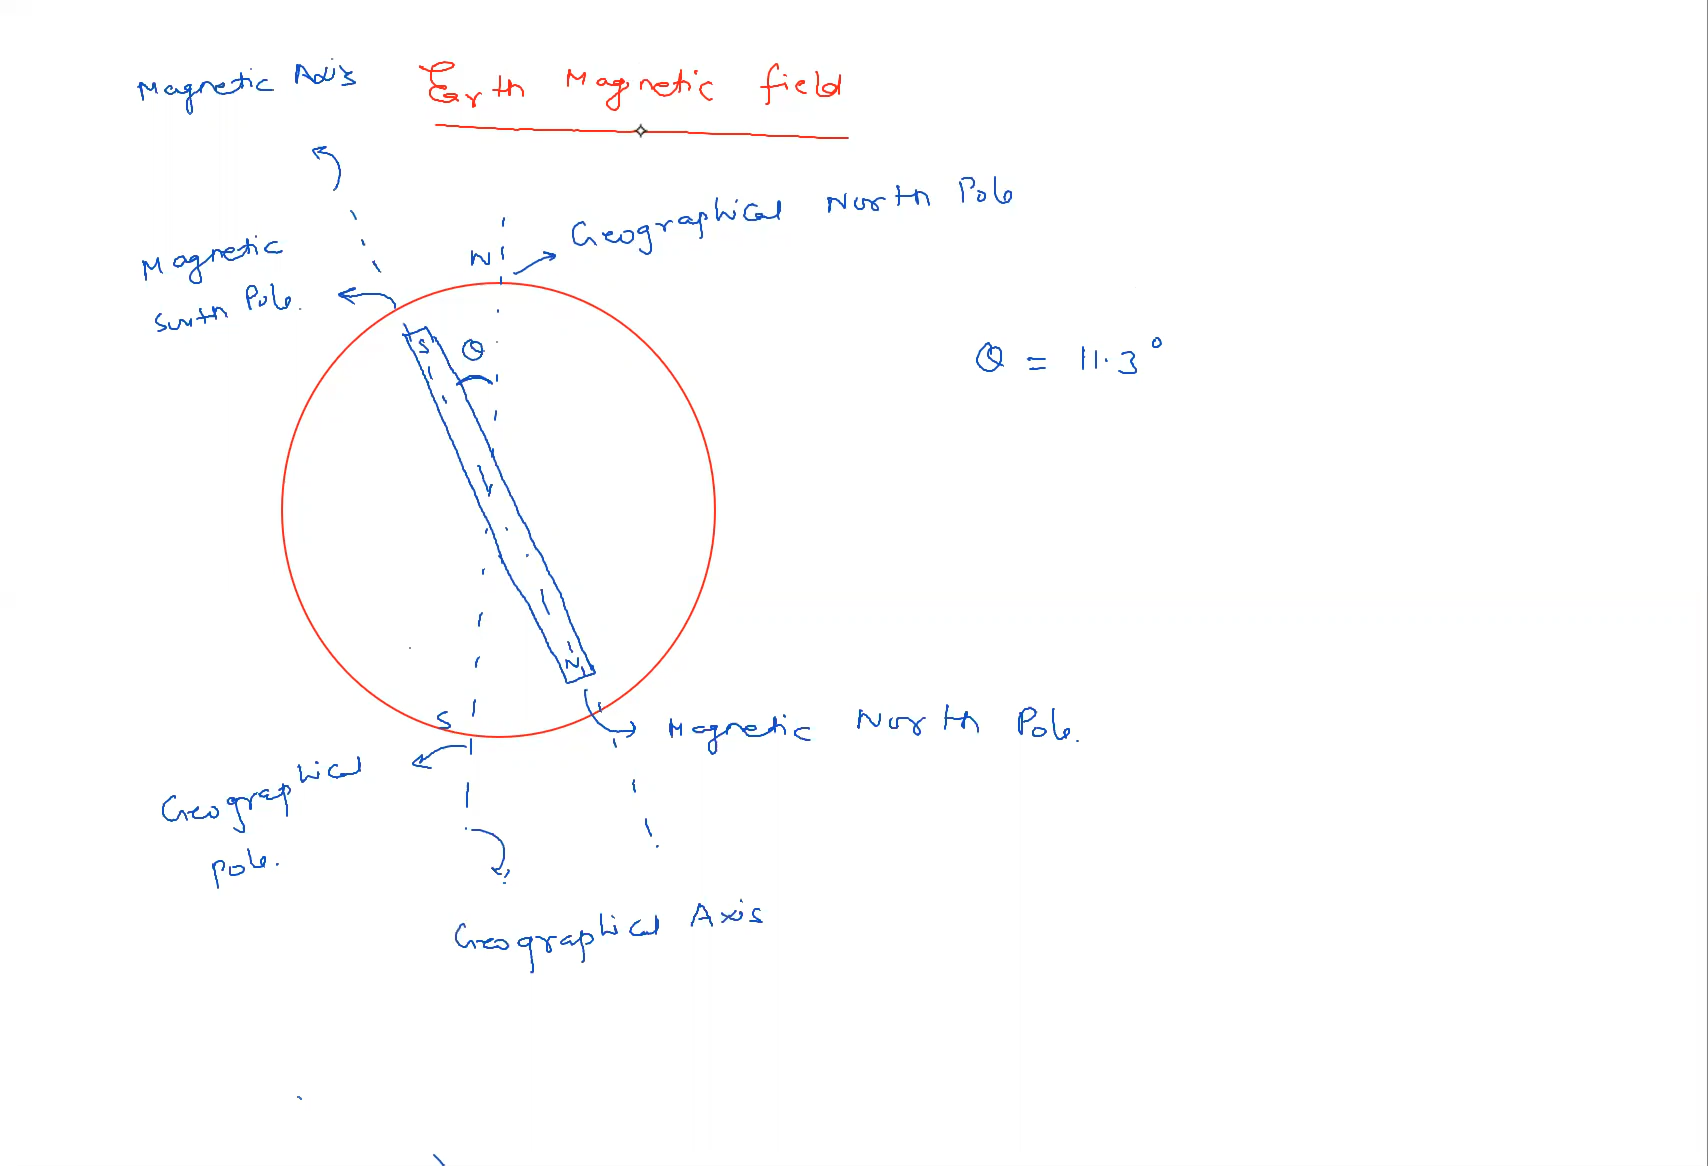 Magnetic Axis
Earth Magnetic field
Geographical North Pole
N
Magnetic
South Pole.
S
θ
θ = 11.3°
N
S
Magnetic North Pole.
Geographical
Pole.
Geographical Axis